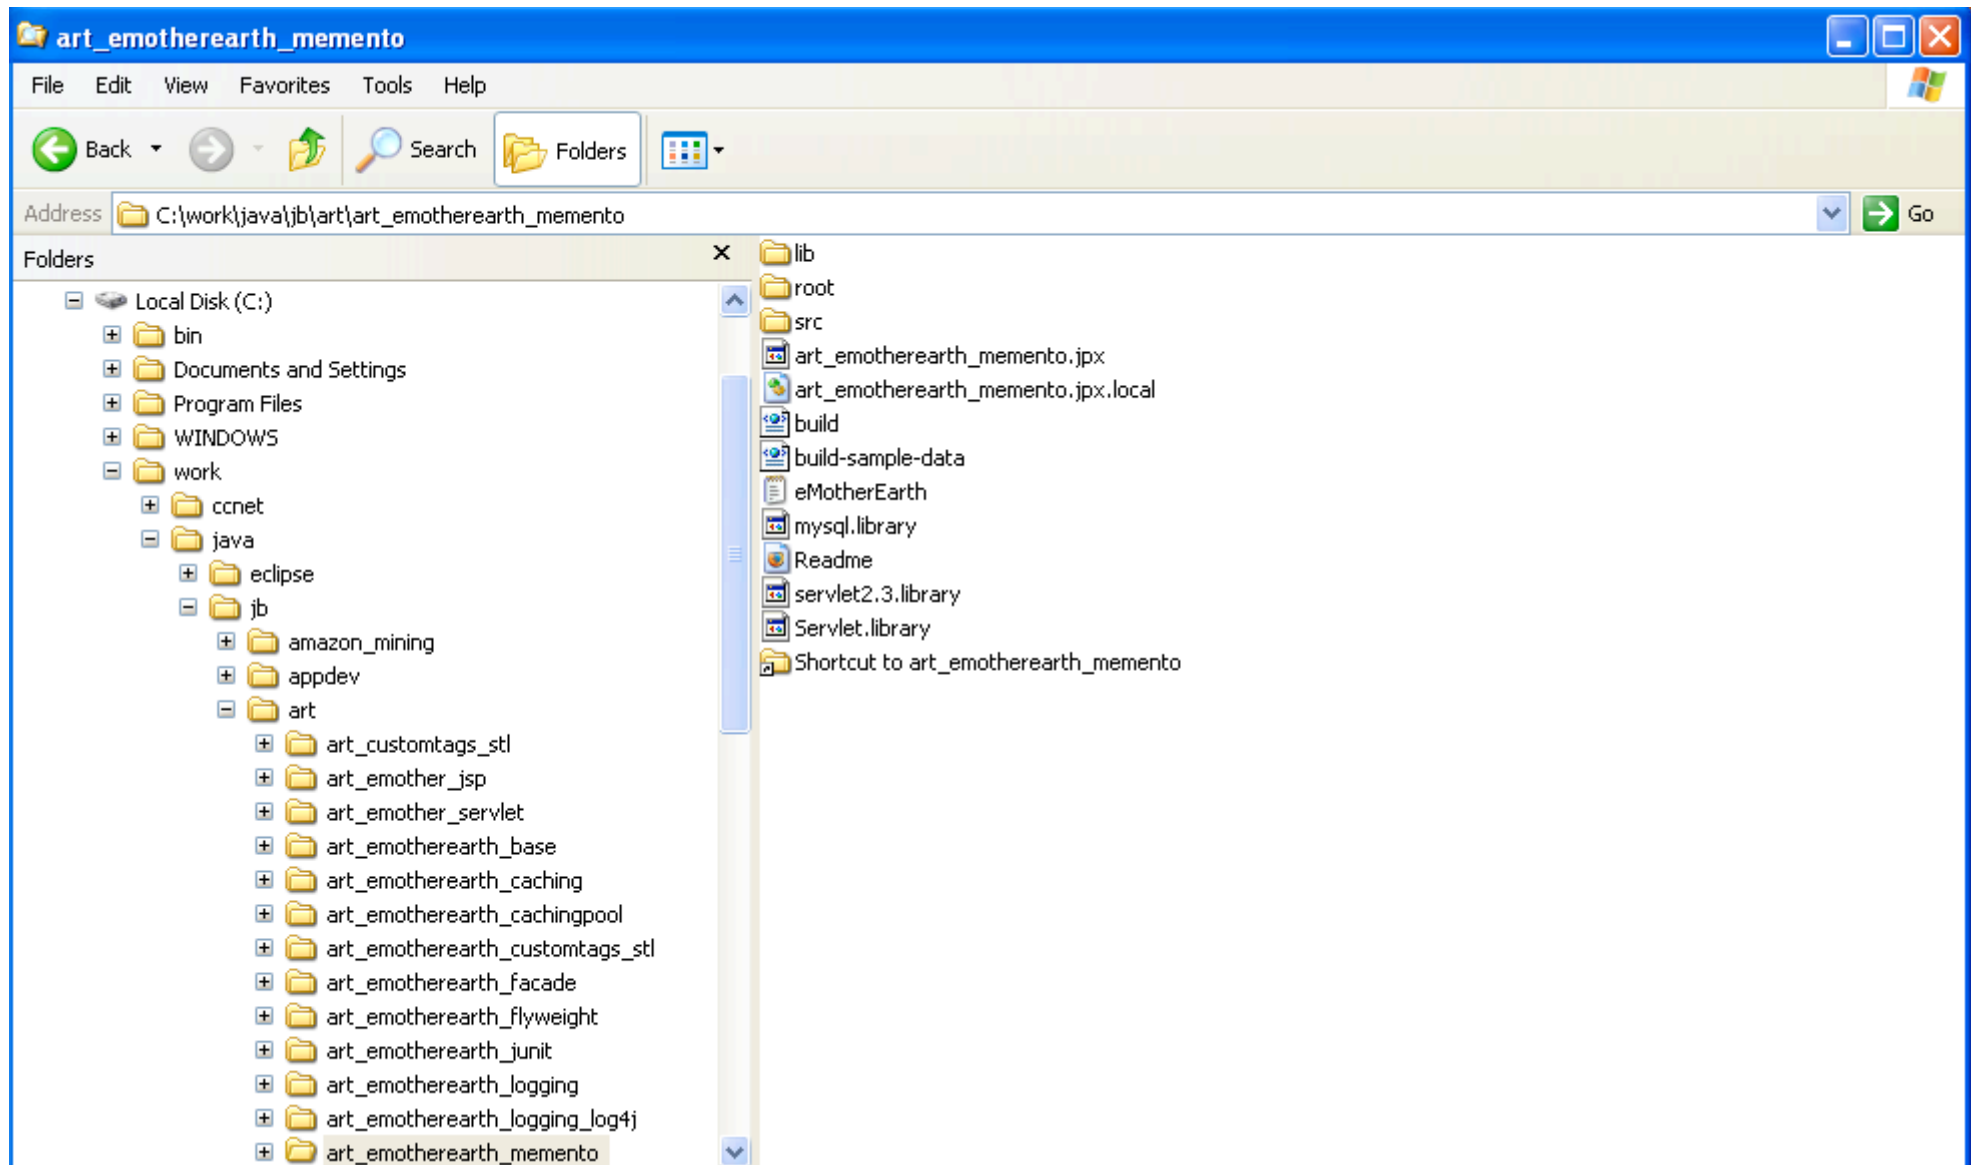 art_emotherearth_memento
File Edit View Favorites Tools Help
Back Search Folders
Address C:\work\java\jb\art\art_emotherearth_memento Go
Folders
Local Disk (C:)
bin
Documents and Settings
Program Files
WINDOWS
work
ccnet
java
eclipse
jb
amazon_mining
appdev
art
art_customtags_stl
art_emother_jsp
art_emother_servlet
art_emotherearth_base
art_emotherearth_caching
art_emotherearth_cachingpool
art_emotherearth_customtags_stl
art_emotherearth_facade
art_emotherearth_flyweight
art_emotherearth_junit
art_emotherearth_logging
art_emotherearth_logging_log4j
art_emotherearth_memento
lib
root
src
art_emotherearth_memento.jpx
art_emotherearth_memento.jpx.local
build
build-sample-data
eMotherEarth
mysql.library
Readme
servlet2.3.library
Servlet.library
Shortcut to art_emotherearth_memento